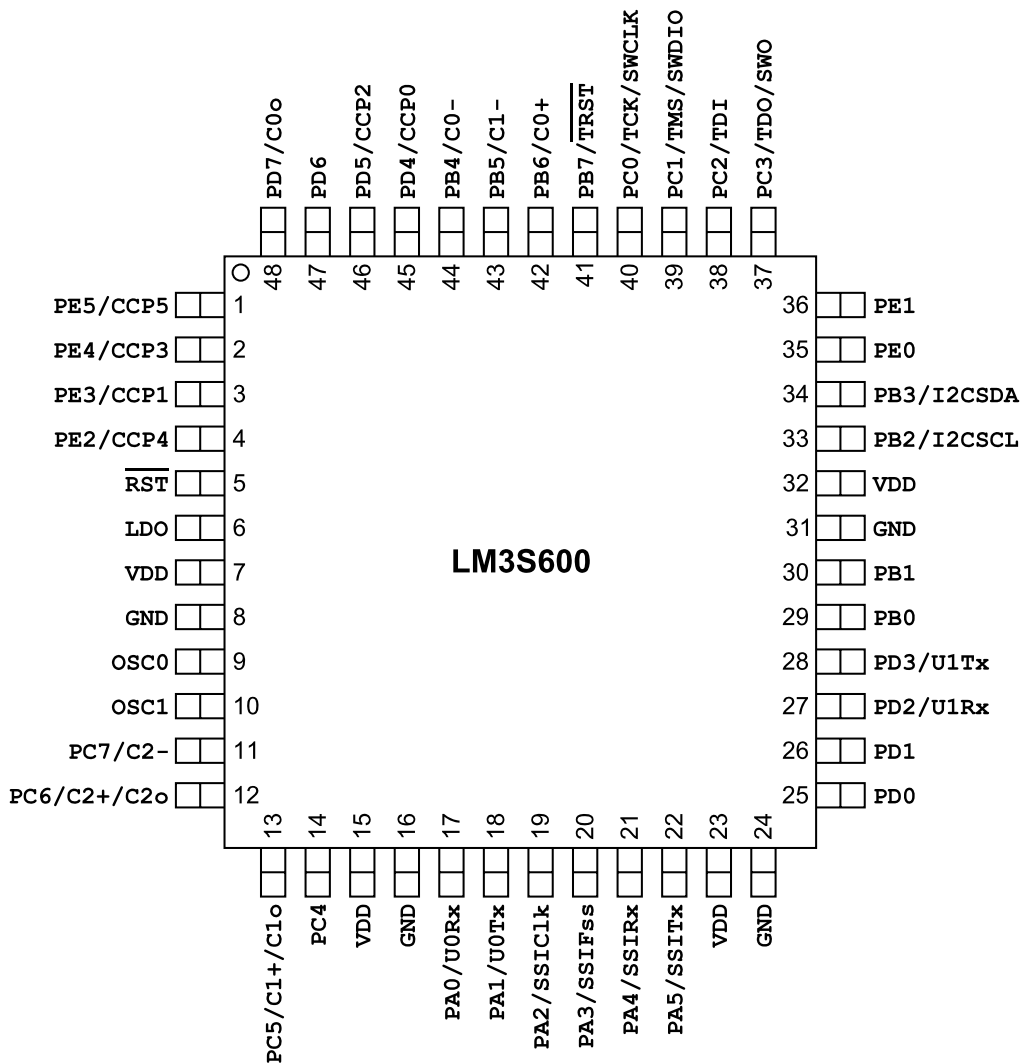 PD7/C0o
PD6
PD5/CCP2
PD4/CCP0
PB4/C0-
PB5/C1-
PB6/C0+
PB7/TRST
PC0/TCK/SWCLK
PC1/TMS/SWDIO
PC2/TDI
PC3/TDO/SWO
48
47
46
45
44
43
42
41
40
39
38
37
PE5/CCP5 1
PE4/CCP3 2
PE3/CCP1 3
PE2/CCP4 4
RST 5
LDO 6
VDD 7
GND 8
OSC0 9
OSC1 10
PC7/C2- 11
PC6/C2+/C2o 12
LM3S600
36 PE1
35 PE0
34 PB3/I2CSDA
33 PB2/I2CSCL
32 VDD
31 GND
30 PB1
29 PB0
28 PD3/U1Tx
27 PD2/U1Rx
26 PD1
25 PD0
13
14
15
16
17
18
19
20
21
22
23
24
PC5/C1+/C1o
PC4
VDD
GND
PA0/U0Rx
PA1/U0Tx
PA2/SSIClk
PA3/SSIFss
PA4/SSIRx
PA5/SSITx
VDD
GND